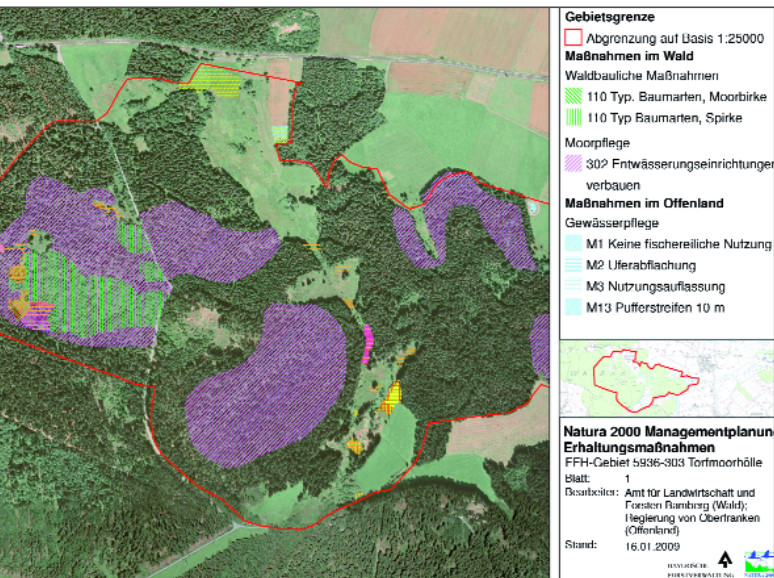 Gebietsgrenze
Abgrenzung auf Basis 1:25000
Maßnahmen im Wald
Waldbauliche Maßnahmen
110 Typ. Baumarten, Moorbirke
110 Typ Baumarten, Spirke
Moorpflege
302 Entwässerungseinrichtungen
verbauen
Maßnahmen im Offenland
Gewässerpflege
M1 Keine fischereiliche Nutzung
M2 Uferabflachung
M3 Nutzungsauflassung
M13 Pufferstreifen 10 m
Natura 2000 Managementplanung
Erhaltungsmaßnahmen
FFH-Gebiet 5936-303 Torfmoorhölle
Blatt: 1
Bearbeiter: Amt für Landwirtschaft und
Forsten Bamberg (Wald);
Regierung von Oberfranken
(Offenland)
Stand: 16.01.2009
BAYERISCHE
FORSTVERWALTUNG